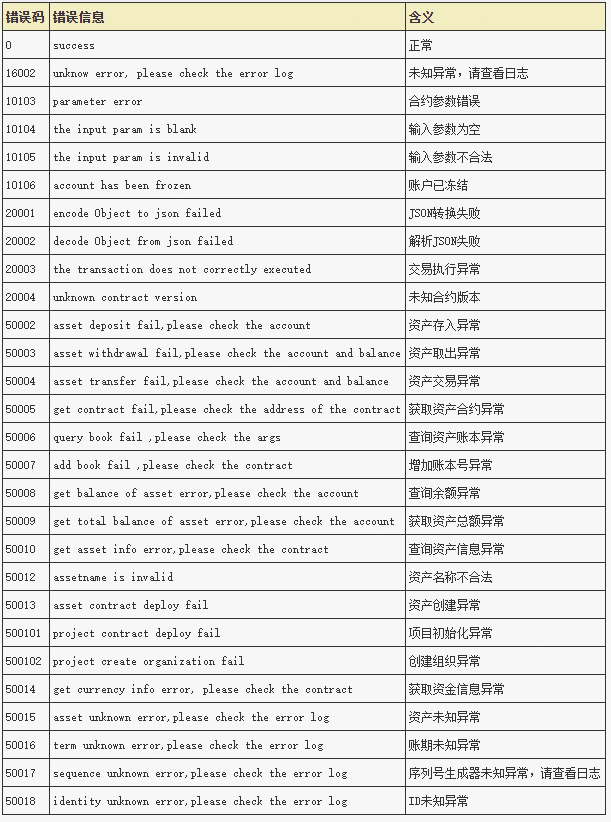 错误码 错误信息 含义
0 success 正常
16002 unknow error, please check the error log 未知异常，请查看日志
10103 parameter error 合约参数错误
10104 the input param is blank 输入参数为空
10105 the input param is invalid 输入参数不合法
10106 account has been frozen 账户已冻结
20001 encode Object to json failed JSON转换失败
20002 decode Object from json failed 解析JSON失败
20003 the transaction does not correctly executed 交易执行异常
20004 unknown contract version 未知合约版本
50002 asset deposit fail,please check the account 资产存入异常
50003 asset withdrawal fail,please check the account and balance 资产取出异常
50004 asset transfer fail,please check the account and balance 资产交易异常
50005 get contract fail,please check the address of the contract 获取资产合约异常
50006 query book fail ,please check the args 查询资产账本异常
50007 add book fail ,please check the contract 增加账本号异常
50008 get balance of asset error,please check the account 查询余额异常
50009 get total balance of asset error,please check the account 获取资产总额异常
50010 get asset info error,please check the contract 查询资产信息异常
50012 assetname is invalid 资产名称不合法
50013 asset contract deploy fail 资产创建异常
500101 project contract deploy fail 项目初始化异常
500102 project create organization fail 创建组织异常
50014 get currency info error, please check the contract 获取资金信息异常
50015 asset unknown error,please check the error log 资产未知异常
50016 term unknown error,please check the error log 账期未知异常
50017 sequence unknown error,please check the error log 序列号生成器未知异常，请查看日志
50018 identity unknown error,please check the error log ID未知异常